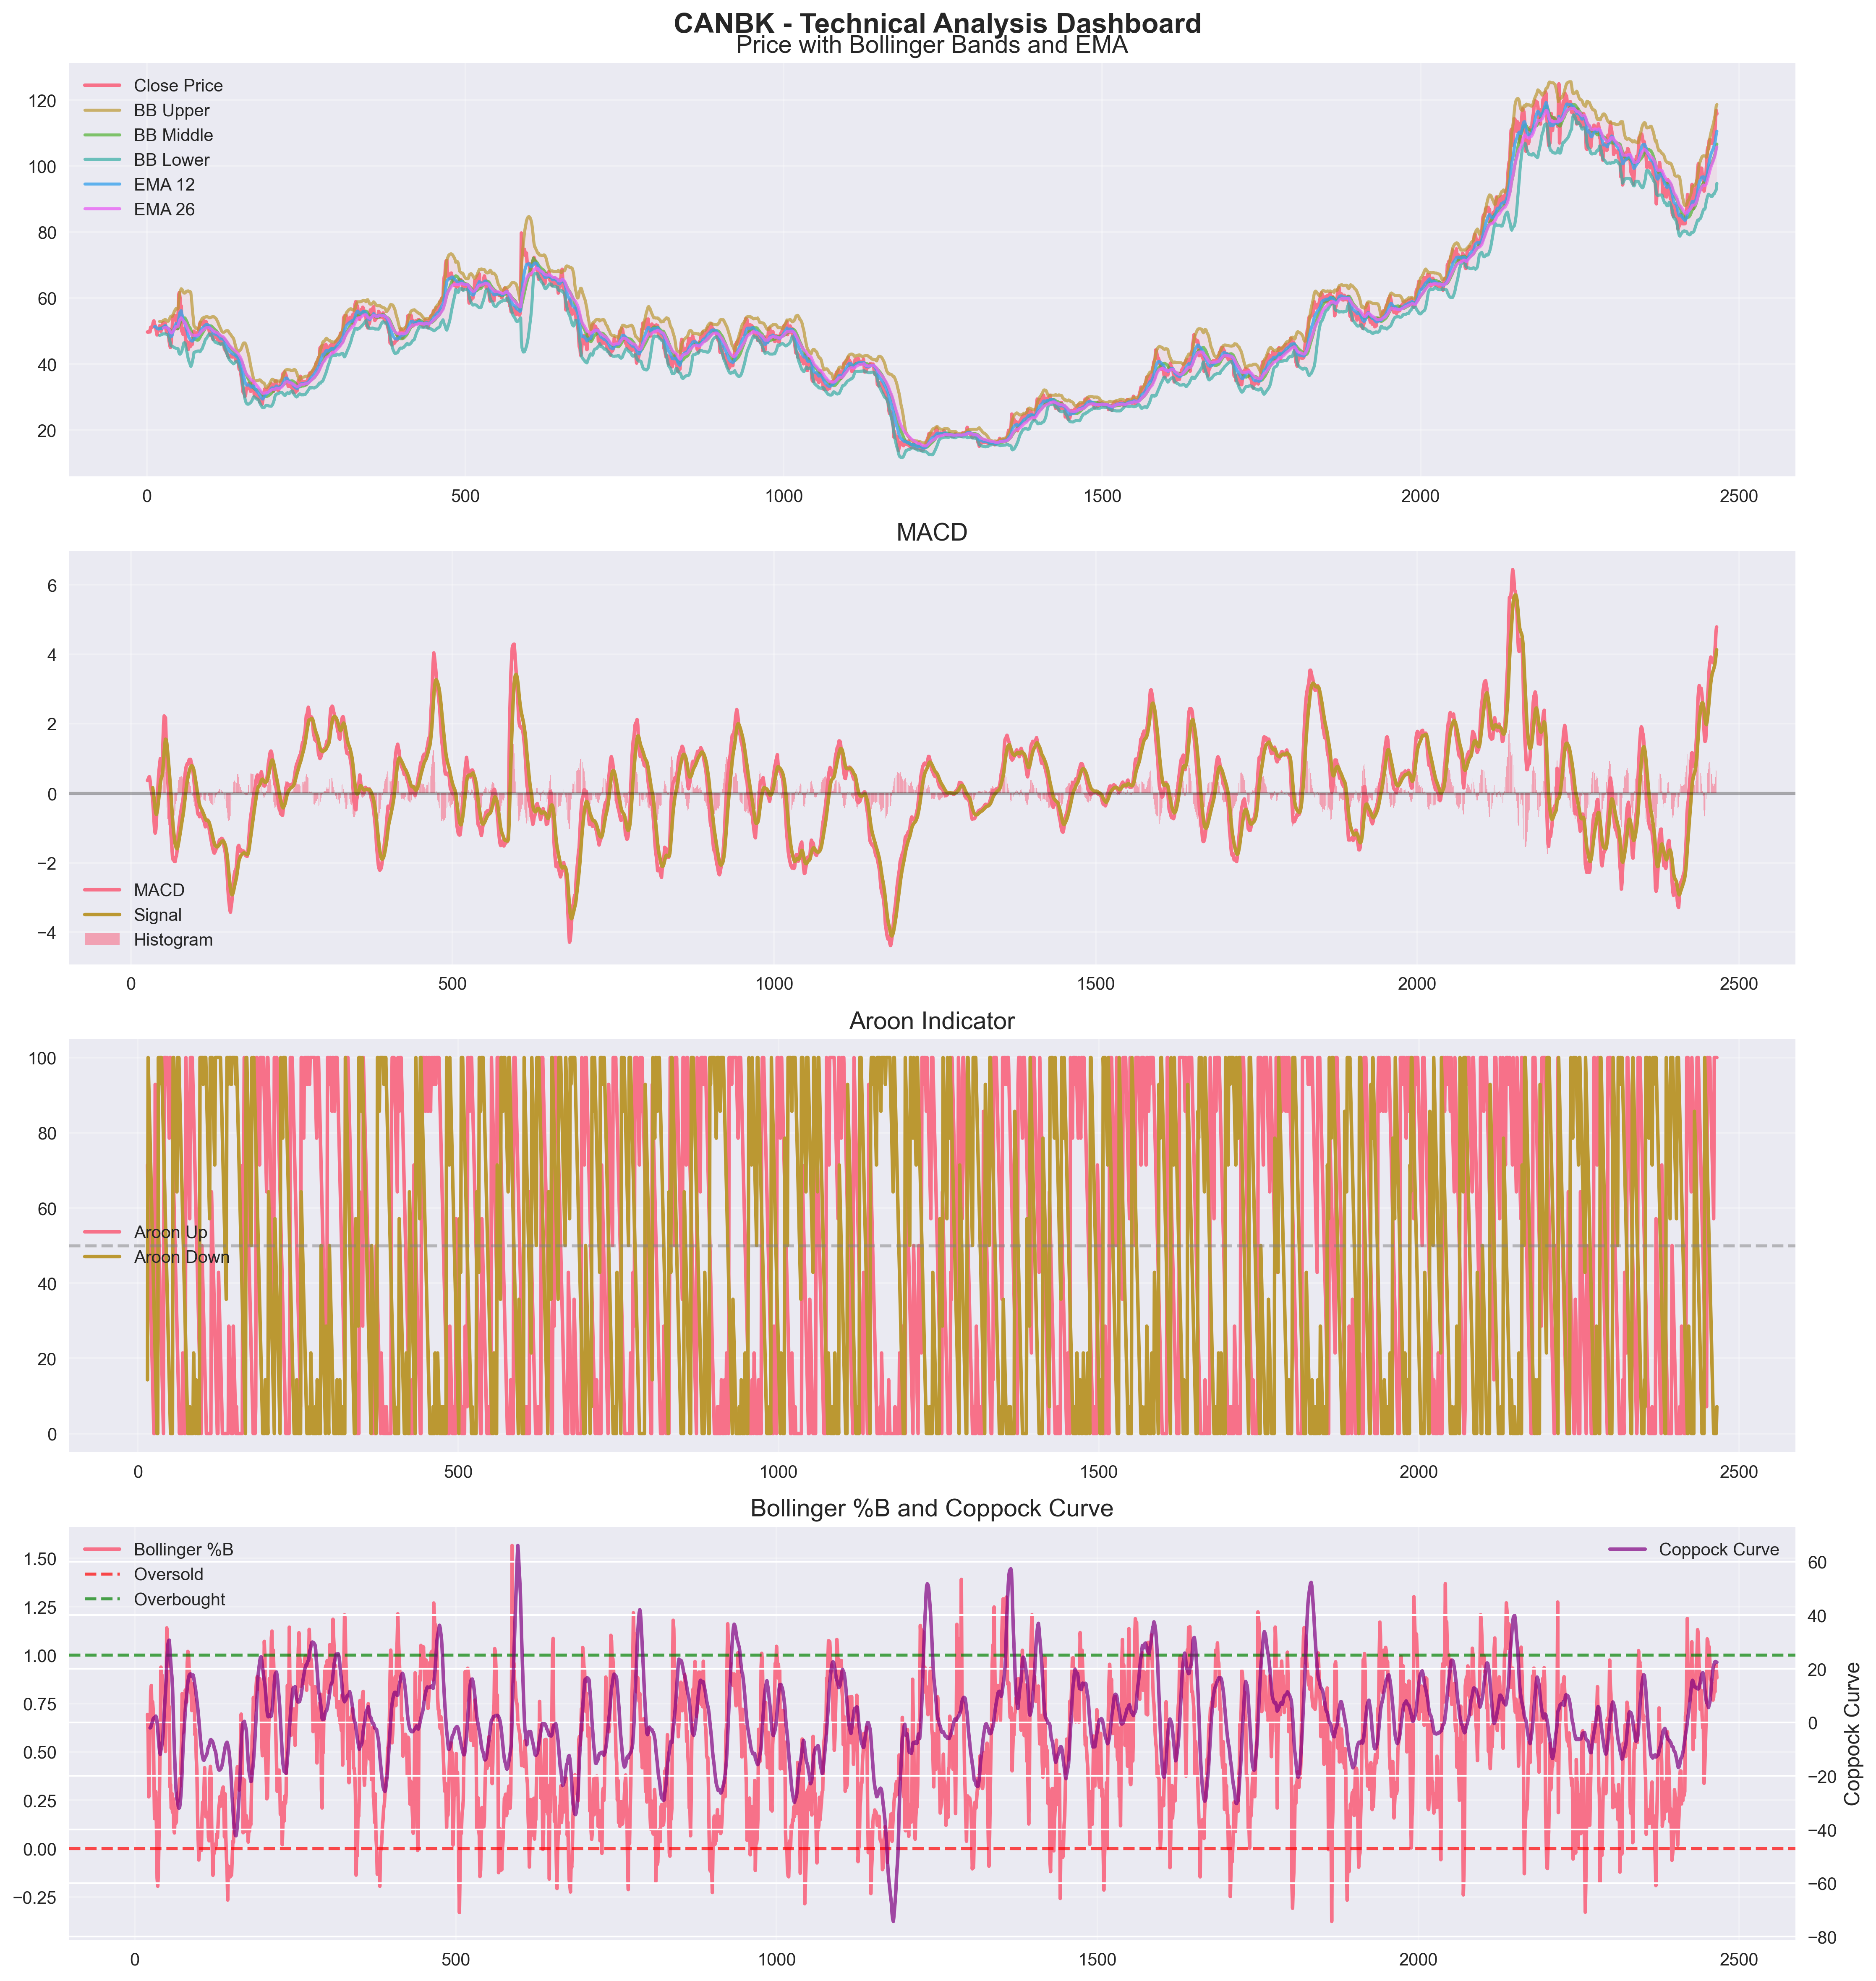 CANBK - Technical Analysis Dashboard
Price with Bollinger Bands and EMA
Close Price
BB Upper
BB Middle
BB Lower
EMA 12
EMA 26
120
100
80
60
40
20
0 500 1000 1500 2000 2500
MACD
6
4
2
0
−2
−4
MACD
Signal
Histogram
0 500 1000 1500 2000 2500
Aroon Indicator
100
80
60
40
20
0
Aroon Up
Aroon Down
0 500 1000 1500 2000 2500
Bollinger %B and Coppock Curve
Bollinger %B
Oversold
Overbought
Coppock Curve
1.50
1.25
1.00
0.75
0.50
0.25
0.00
−0.25
60
40
20
0
−20
−40
−60
−80
Coppock Curve
0 500 1000 1500 2000 2500